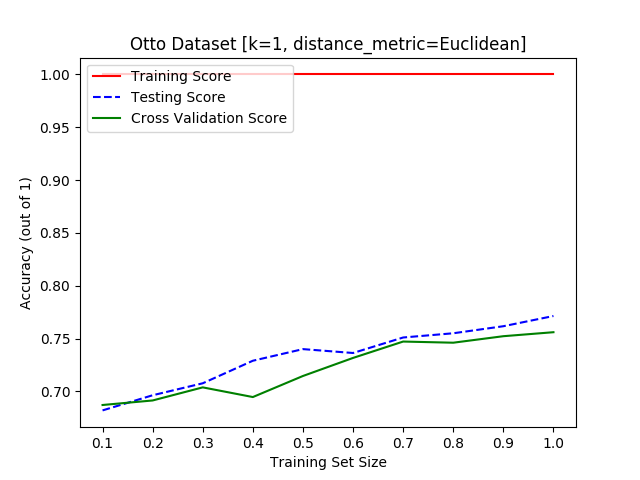 Otto Dataset [k=1, distance_metric=Euclidean]
Training Score
Testing Score
Cross Validation Score
Accuracy (out of 1)
1.00
0.95
0.90
0.85
0.80
0.75
0.70
0.1 0.2 0.3 0.4 0.5 0.6 0.7 0.8 0.9 1.0
Training Set Size